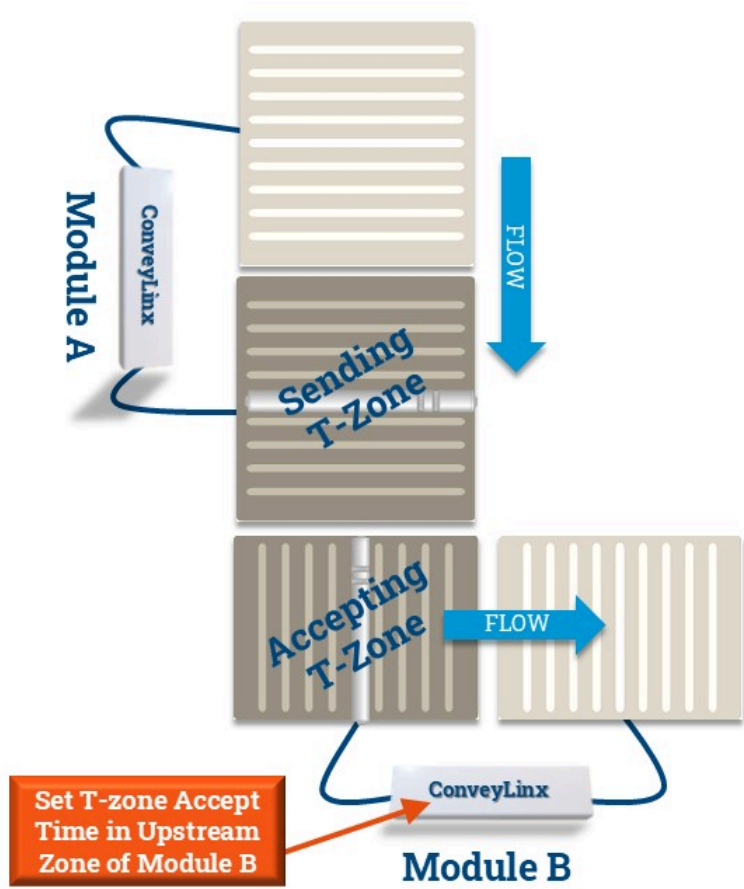 ConveyLinx
Module A
FLOW
Sending
T-Zone
Accepting
T-Zone
FLOW
ConveyLinx
Set T-zone Accept
Time in Upstream
Zone of Module B
Module B